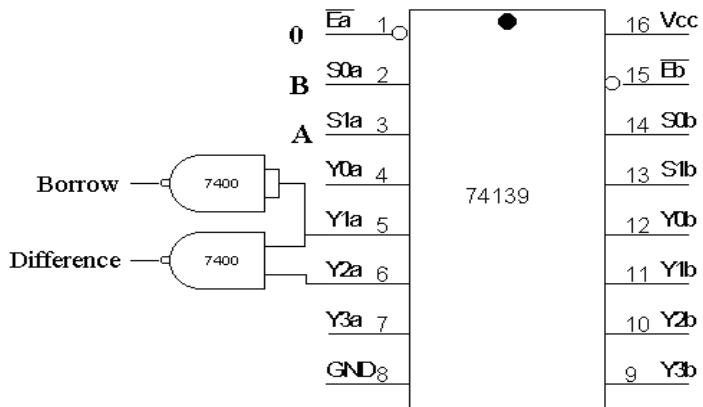 0 Ea 1 16 Vcc
B S0a 2 15 Eb
A S1a 3 14 S0b
Y0a 4 13 S1b
Borrow 7400 74139
Y1a 5 12 Y0b
Difference 7400
Y2a 6 11 Y1b
Y3a 7 10 Y2b
GND 8 9 Y3b